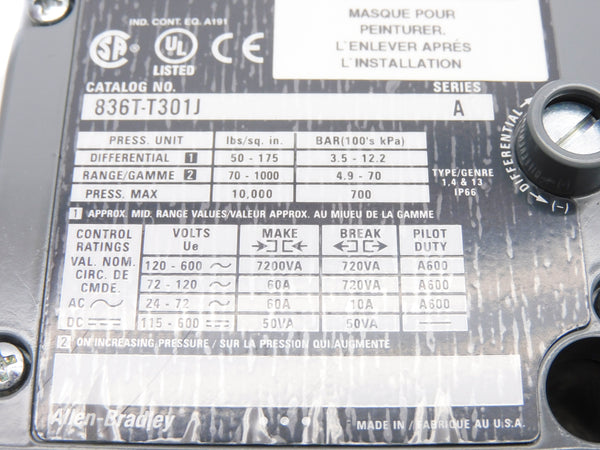 IND. CONT. EQ. A191
MASQUE POUR
PEINTURER.
L'ENLEVER APRÈS
L'INSTALLATION
SA UL CE
LISTED
CATALOG NO. SERIES
836T-T301J A
PRESS. UNIT lbs/sq. in. BAR(100's kPa)
DIFFERENTIAL 1 50 - 175 3.5 - 12.2
RANGE/GAMME 2 70 - 1000 4.9 - 70
PRESS. MAX 10,000 700
TYPE/GENRE
1,4 & 13
IP66
(-) DIFFERENTIAL (-)
1 APPROX. MID. RANGE VALUES/VALEUR APPROX. AU MIUEU DE LA GAMME
CONTROL RATINGS VAL. NOM. CIRC. DE CMDE. VOLTS Ue MAKE BREAK PILOT DUTY
120 - 600 ~ 7200VA 720VA A600
72 - 120 ~ 60A 720VA A600
AC ~ 24 - 72 ~ 60A 10A A600
DC 115 - 600 50VA 50VA —
2 ON INCREASING PRESSURE / SUR LA PRESSION QUI AUGMENTE
Allen-Bradley
MADE IN / FABRIQUE AU U.S.A.